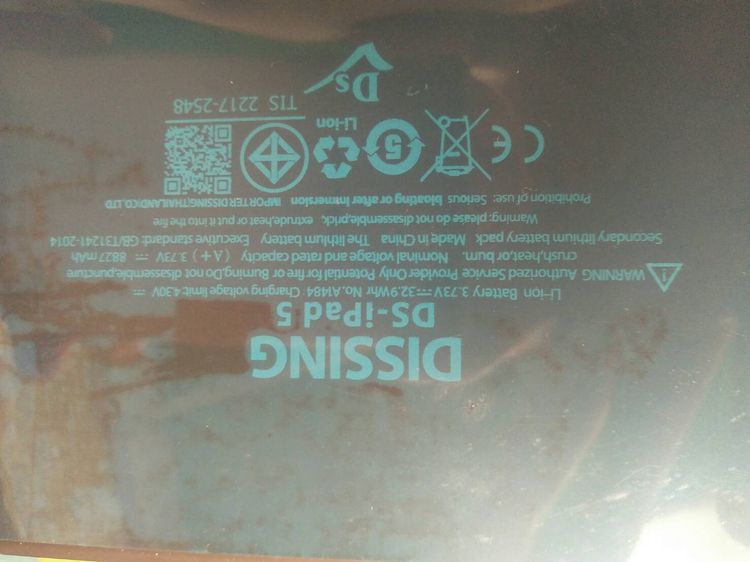 DISSING
DS-iPad 5
Li-ion Battery 3.73V⎓32.9Whr No.A1484 Charging voltage limit: 4.30V ⎓
WARNING Authorized Service Provider Only Potential for fire or Burning.Do not disassemble,puncture,
crush,heat,or burn. Nominal voltage and rated capacity (A+) 3.73V ⎓ 8827 mAh
Secondary lithium battery pack Made in China The lithium battery Executive standard: GB/T31241-2014
Warning: please do not disassemble,prick, extrude,heat or put it into the fire
Prohibition of use: Serious bloating or after immersion IMPORTER DISSING(THAILAND)CO.,LTD
CE
5
Li-ion
TIS 2217-2548
Ds